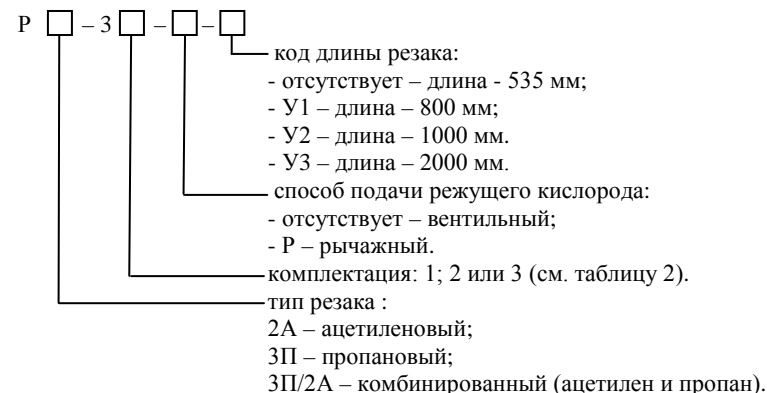 Р □ – 3 □ – □ – □
код длины резака:
- отсутствует – длина - 535 мм;
- У1 – длина – 800 мм;
- У2 – длина – 1000 мм.
- У3 – длина – 2000 мм.
способ подачи режущего кислорода:
- отсутствует – вентильный;
- Р – рычажный.
комплектация: 1; 2 или 3 (см. таблицу 2).
тип резака :
2А – ацетиленовый;
3П – пропановый;
3П/2А – комбинированный (ацетилен и пропан).